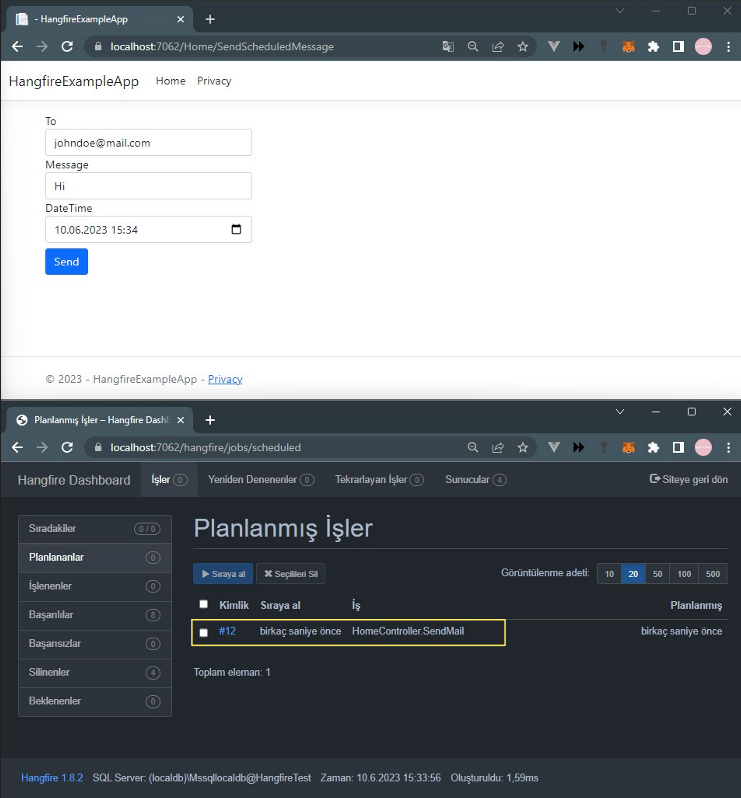 - HangfireExampleApp
localhost:7062/Home/SendScheduledMessage
HangfireExampleApp Home Privacy
To
johndoe@mail.com
Message
Hi
DateTime
10.06.2023 15:34
Send
© 2023 - HangfireExampleApp - Privacy
Planlanmış İşler – Hangfire Dashb
localhost:7062/hangfire/jobs/scheduled
Hangfire Dashboard İşler 0 Yeniden Denenenler 0 Tekrarlayan İşler 0 Sunucular 4 Siteye geri dön
Sıradakiler 0 / 0
Planlananlar 0
İşlenenler 0
Başarılılar 8
Başarısızlar 0
Silinenler 4
Beklenenler 0
Planlanmış İşler
Sıraya al Seçilileri Sil Görüntülenme adeti: 10 20 50 100 500
Kimlik Sıraya al İş Planlanmış
#12 birkaç saniye önce HomeController.SendMail birkaç saniye önce
Toplam eleman: 1
Hangfire 1.8.2 SQL Server: (localdb)\Mssqllocaldb@HangfireTest Zaman: 10.6.2023 15:33:56 Oluşturuldu: 1,59ms